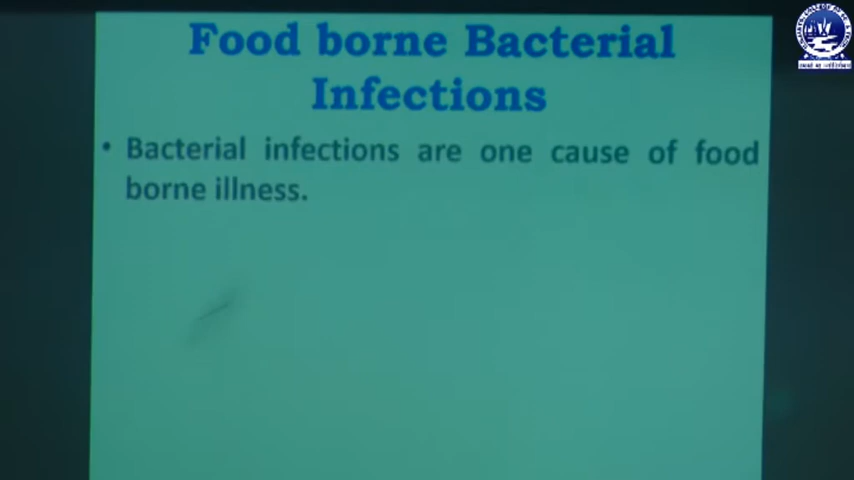 Food borne Bacterial
Infections
• Bacterial infections are one cause of food
borne illness.